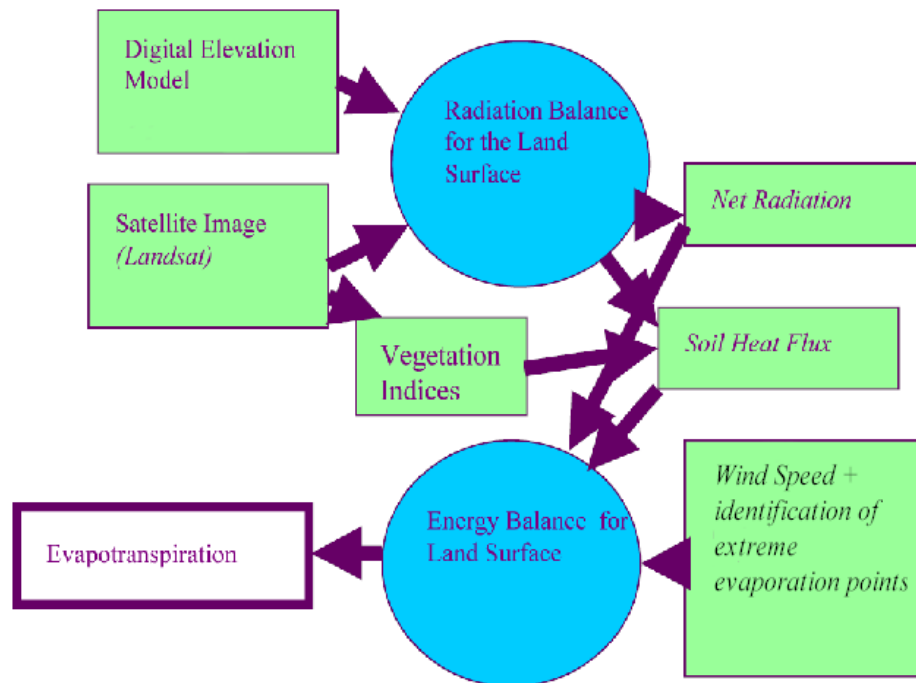 Digital Elevation
Model
Radiation Balance
for the Land
Surface
Net Radiation
Satellite Image
(Landsat)
Soil Heat Flux
Vegetation
Indices
Wind Speed +
identification of
extreme
evaporation points
Energy Balance for
Land Surface
Evapotranspiration